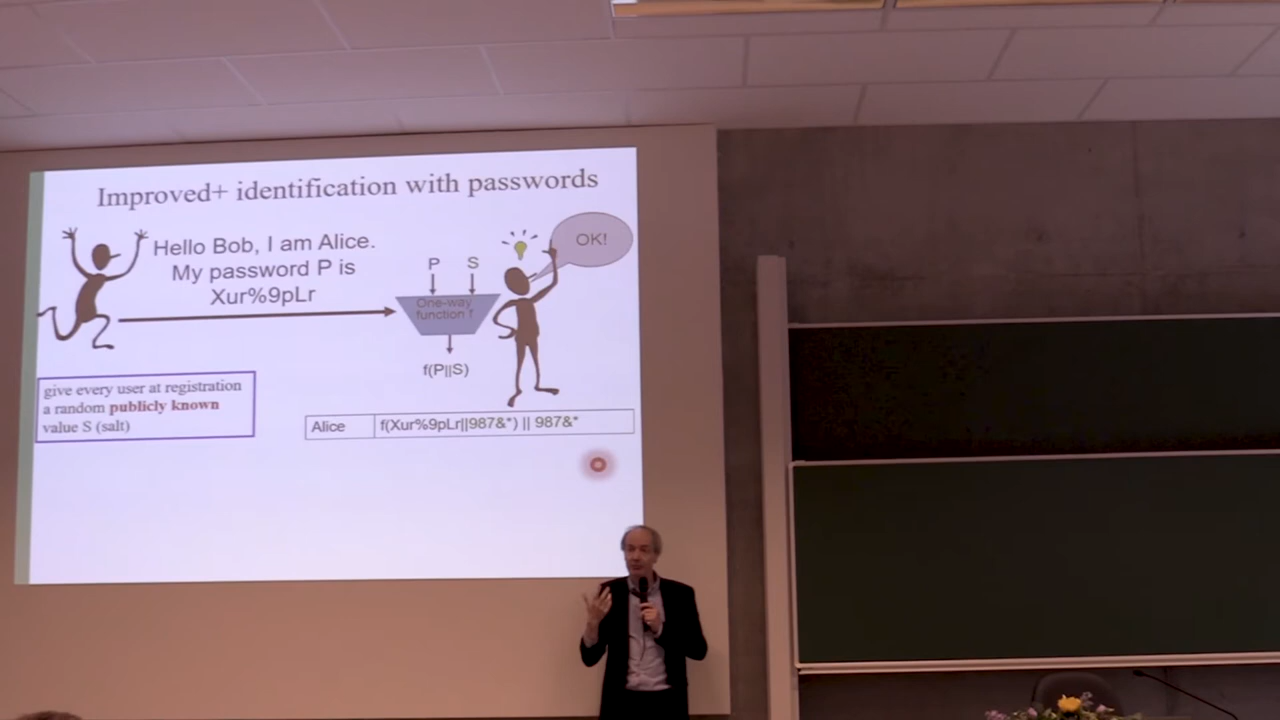 Improved+ identification with passwords
Hello Bob, I am Alice.
My password P is
Xur%9pLr
P
S
OK!
One-way
function f
f(P||S)
give every user at registration
a random publicly known
value S (salt)
Alice
f(Xur%9pLr||987&*) || 987&*